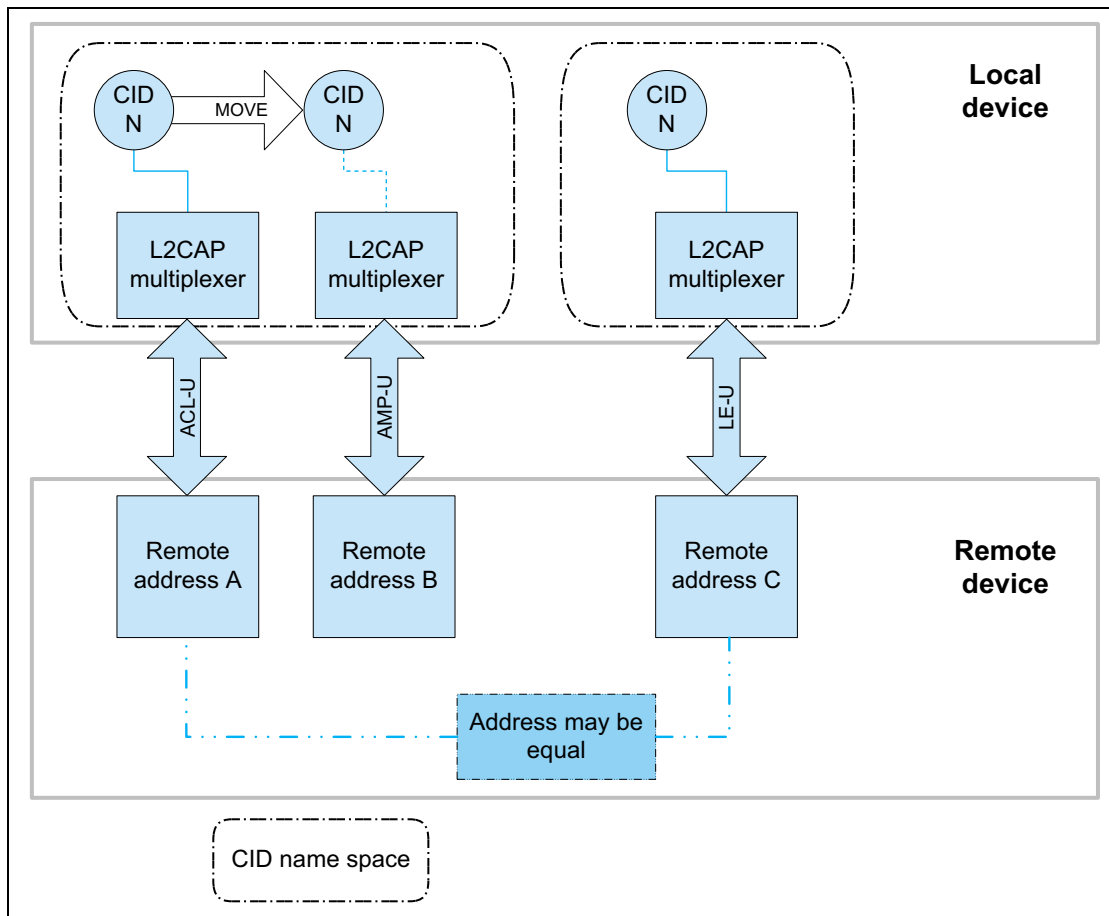 Local
device
CID
N
MOVE
CID
N
CID
N
L2CAP
multiplexer
L2CAP
multiplexer
L2CAP
multiplexer
ACL-U
AMP-U
LE-U
Remote
address A
Remote
address B
Remote
address C
Remote
device
Address may be
equal
CID name space